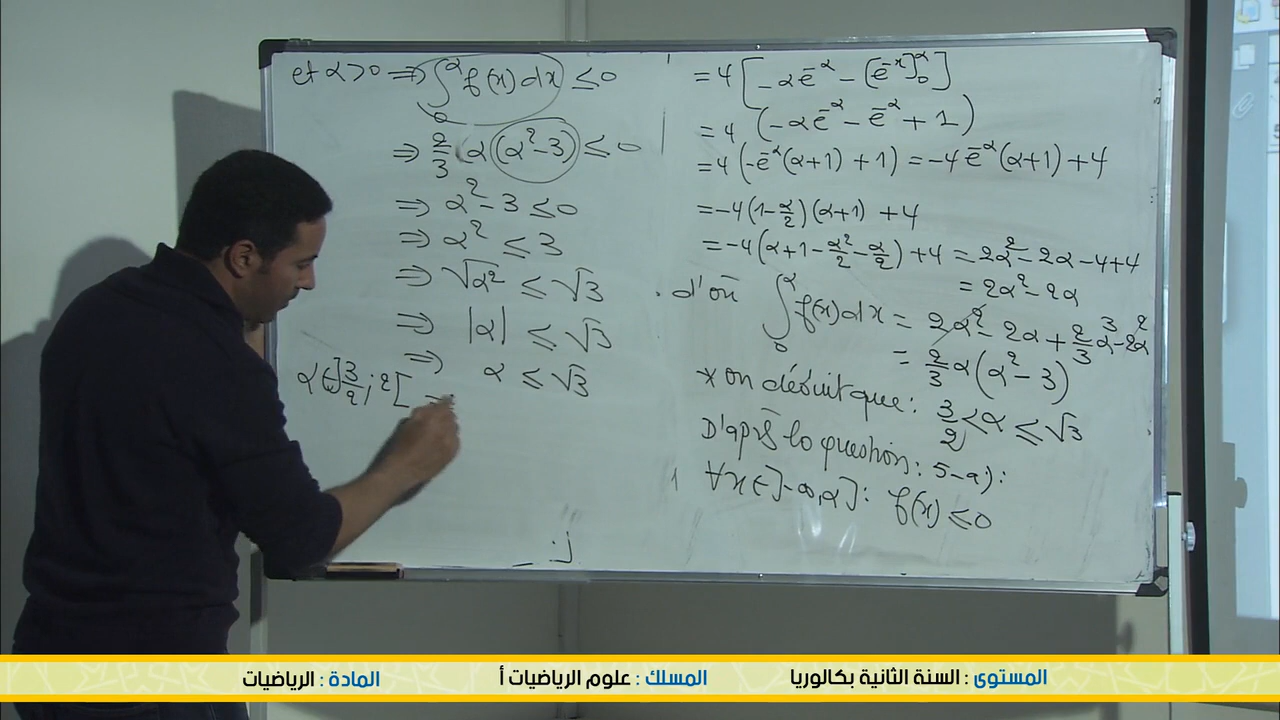 et α>0 ⇒ ∫₀^α f(x)dx ≤ 0
⇒ 2/3 α(α²-3) ≤ 0
⇒ α²-3 ≤ 0
⇒ α² ≤ 3
⇒ √α² ≤ √3
⇒ |α| ≤ √3
⇒ α ≤ √3
α∈]3/2;2[ ⇒
= 4[-αe^-α - [e^-x]₀^α]
= 4(-αe^-α - e^-α + 1)
= 4(-e^-α(α+1) + 1) = -4e^-α(α+1) + 4
= -4(1-α/2)(α+1) + 4
= -4(α+1-α²/2-α/2) + 4 = 2α²-2α-4+4
= 2α²-2α
. d'où ∫₀^α f(x)dx = 2α²-2α+2/3α³-2α²
= 2/3 α(α²-3)
* on déduit que: 3/2 < α ≤ √3
D'après la question: 5-a):
∀x∈]-∞,α]: f(x) ≤ 0
المستوى : السنة الثانية بكالوريا
المسلك : علوم الرياضيات أ
المادة : الرياضيات